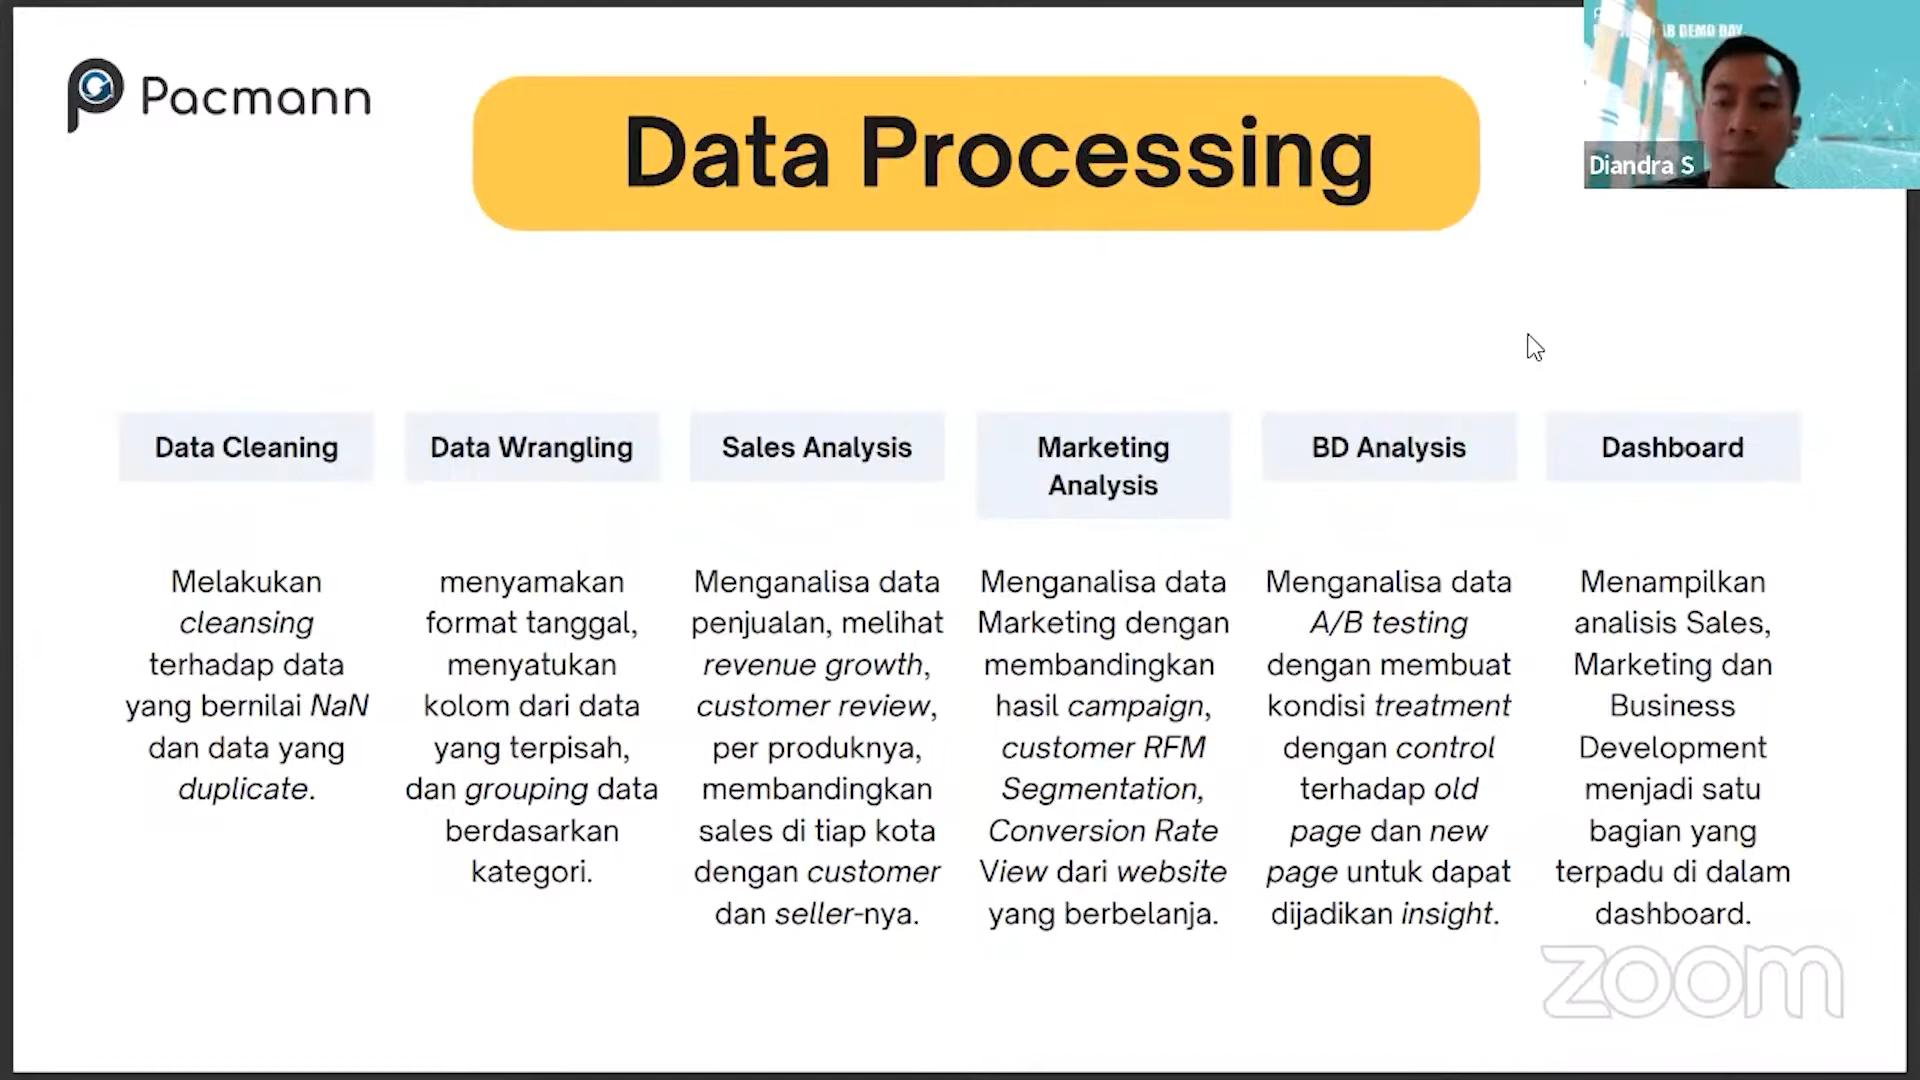 Pacmann
Data Processing
AB DEMO DAY
Diandra S
Data Cleaning
Melakukan
cleansing
terhadap data
yang bernilai NaN
dan data yang
duplicate.
Data Wrangling
menyamakan
format tanggal,
menyatukan
kolom dari data
yang terpisah,
dan grouping data
berdasarkan
kategori.
Sales Analysis
Menganalisa data
penjualan, melihat
revenue growth,
customer review,
per produknya,
membandingkan
sales di tiap kota
dengan customer
dan seller-nya.
Marketing
Analysis
Menganalisa data
Marketing dengan
membandingkan
hasil campaign,
customer RFM
Segmentation,
Conversion Rate
View dari website
yang berbelanja.
BD Analysis
Menganalisa data
A/B testing
dengan membuat
kondisi treatment
dengan control
terhadap old
page dan new
page untuk dapat
dijadikan insight.
Dashboard
Menampilkan
analisis Sales,
Marketing dan
Business
Development
menjadi satu
bagian yang
terpadu di dalam
dashboard.
zoom